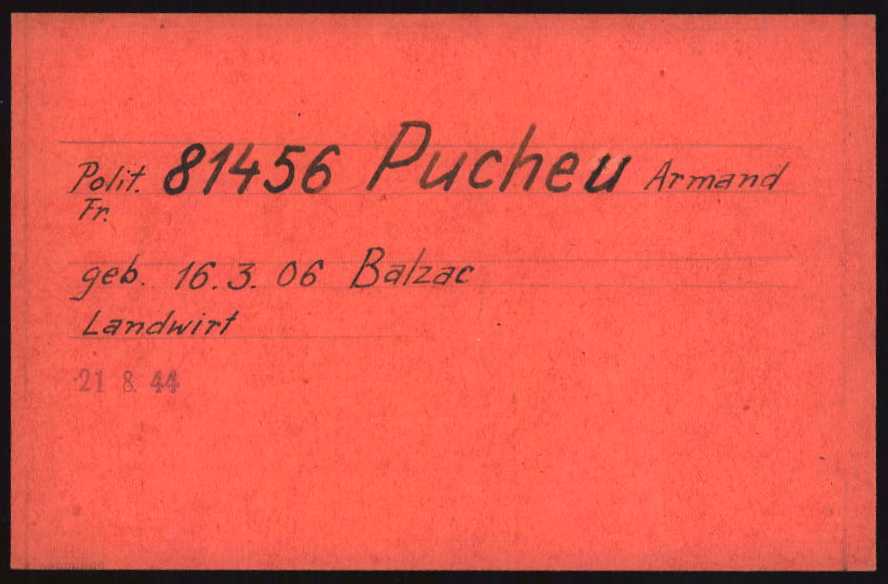 Polit. 81456 Pucheu Armand
Fr.
geb. 16.3.06 Balzac
Landwirt
21 8. 44